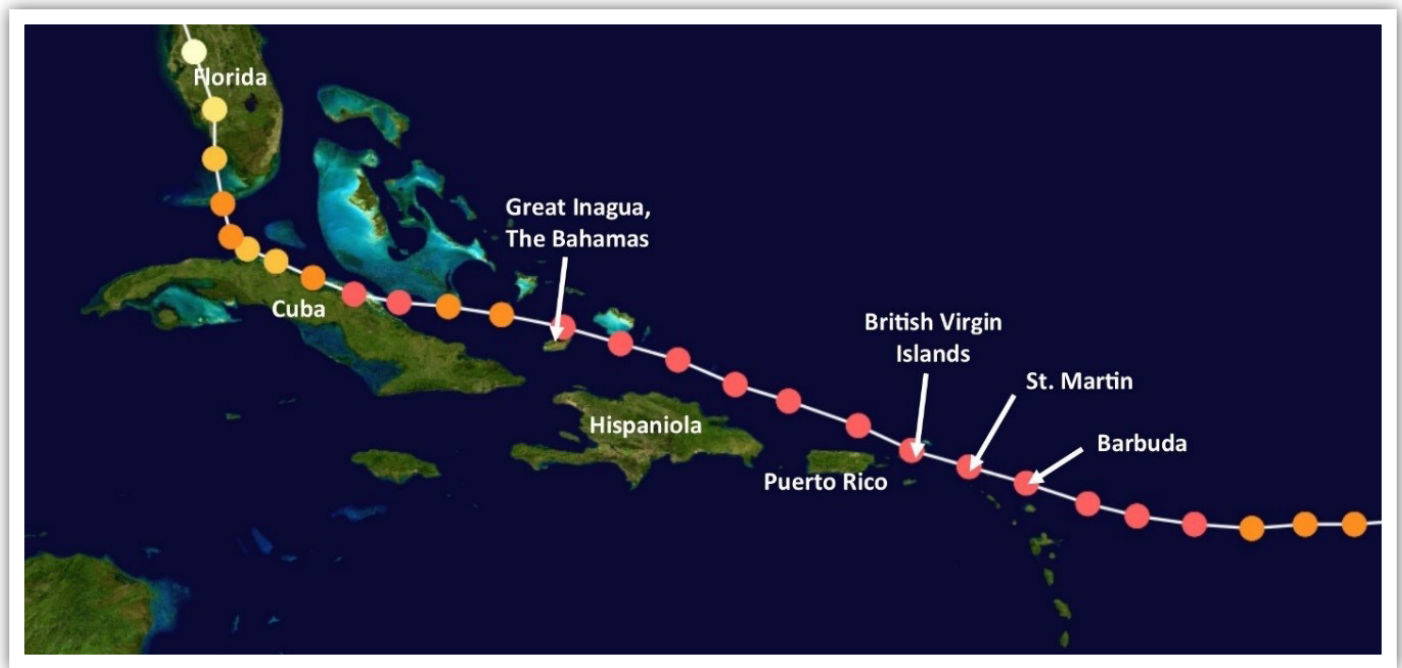 Florida
Great Inagua,
The Bahamas
Cuba
British Virgin
Islands
St. Martin
Hispaniola
Barbuda
Puerto Rico